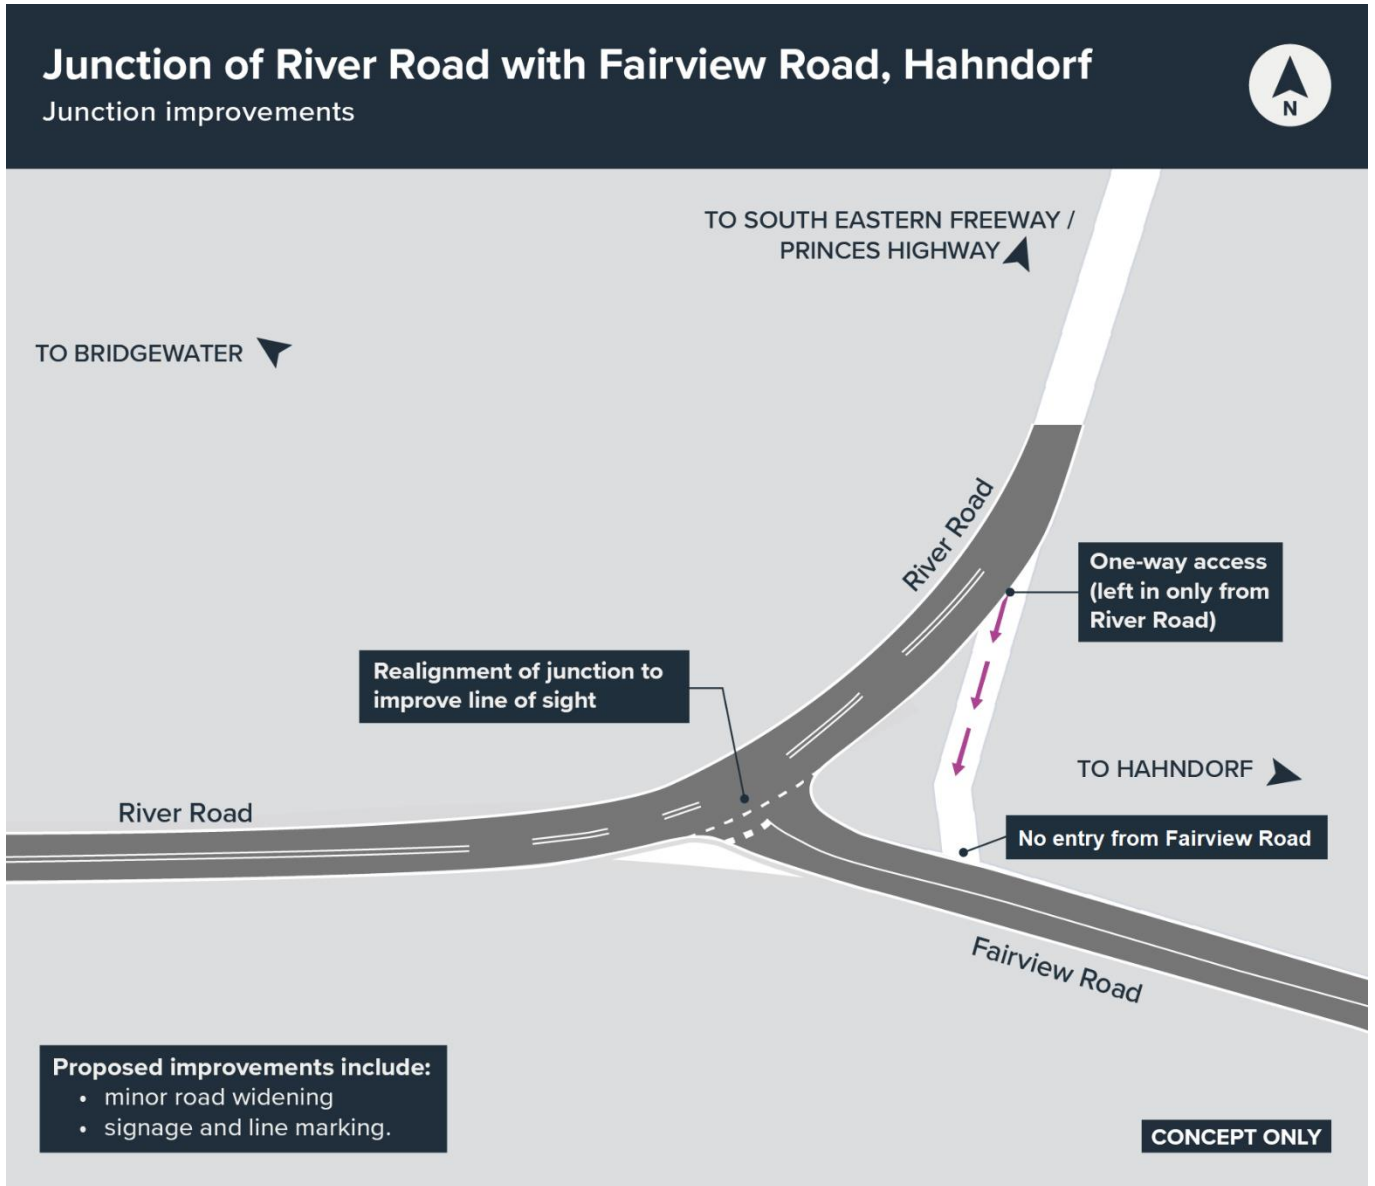 Junction of River Road with Fairview Road, Hahndorf
Junction improvements
N
TO SOUTH EASTERN FREEWAY /
PRINCES HIGHWAY
TO BRIDGEWATER
River Road
One-way access
(left in only from
River Road)
Realignment of junction to
improve line of sight
TO HAHNDORF
River Road
No entry from Fairview Road
Fairview Road
Proposed improvements include:
• minor road widening
• signage and line marking.
CONCEPT ONLY